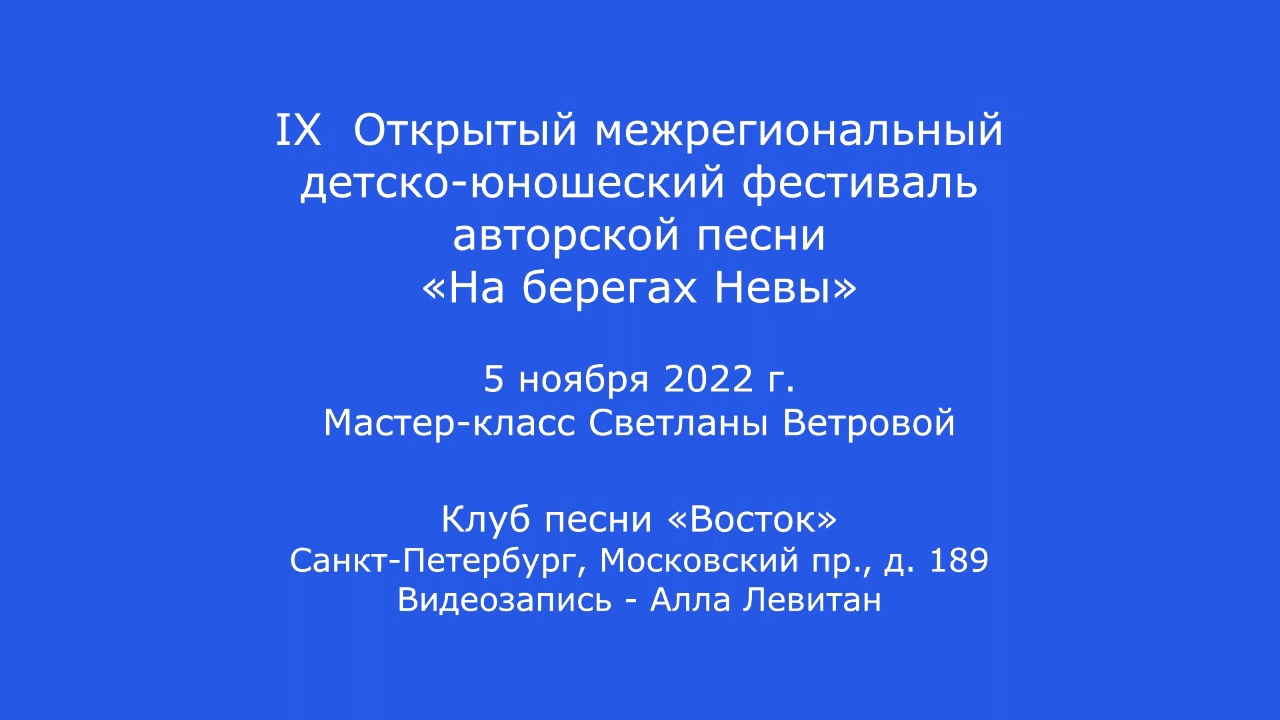 IX Открытый межрегиональный
детско-юношеский фестиваль
авторской песни
«На берегах Невы»
5 ноября 2022 г.
Мастер-класс Светланы Ветровой
Клуб песни «Восток»
Санкт-Петербург, Московский пр., д. 189
Видеозапись - Алла Левитан